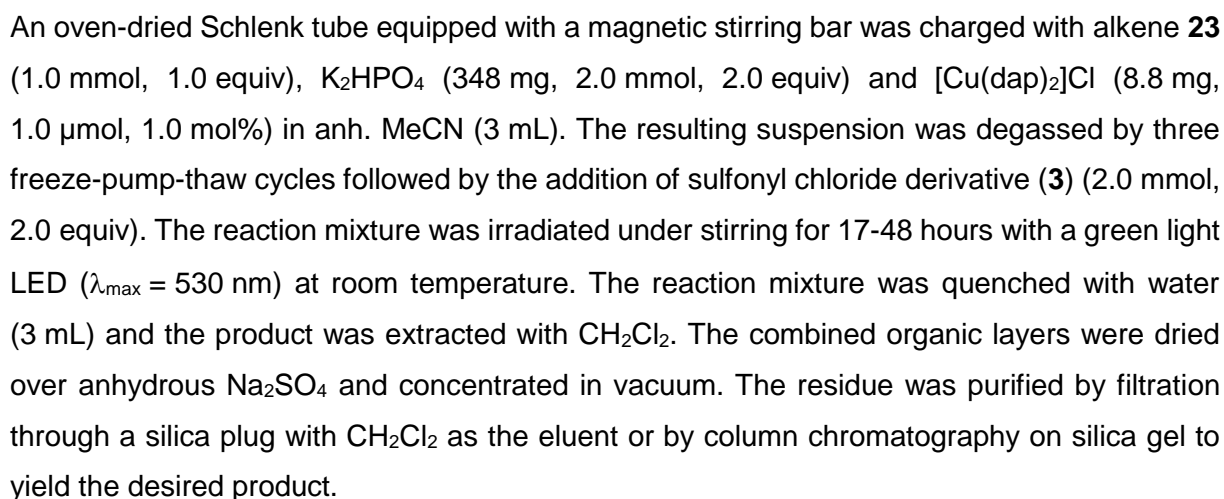 An oven-dried Schlenk tube equipped with a magnetic stirring bar was charged with alkene 23
(1.0 mmol, 1.0 equiv), K₂HPO₄ (348 mg, 2.0 mmol, 2.0 equiv) and [Cu(dap)₂]Cl (8.8 mg,
1.0 µmol, 1.0 mol%) in anh. MeCN (3 mL). The resulting suspension was degassed by three
freeze-pump-thaw cycles followed by the addition of sulfonyl chloride derivative (3) (2.0 mmol,
2.0 equiv). The reaction mixture was irradiated under stirring for 17-48 hours with a green light
LED (λmax = 530 nm) at room temperature. The reaction mixture was quenched with water
(3 mL) and the product was extracted with CH₂Cl₂. The combined organic layers were dried
over anhydrous Na₂SO₄ and concentrated in vacuum. The residue was purified by filtration
through a silica plug with CH₂Cl₂ as the eluent or by column chromatography on silica gel to
yield the desired product.